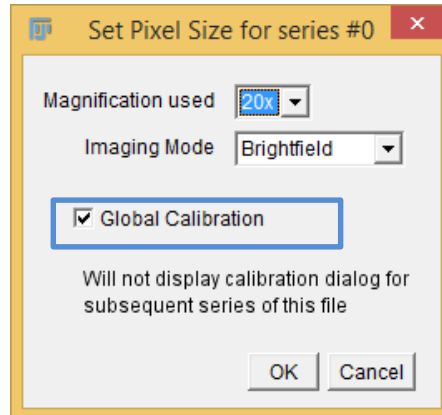 Set Pixel Size for series #0
Magnification used 20x
Imaging Mode Brightfield
Global Calibration
Will not display calibration dialog for
subsequent series of this file
OK Cancel